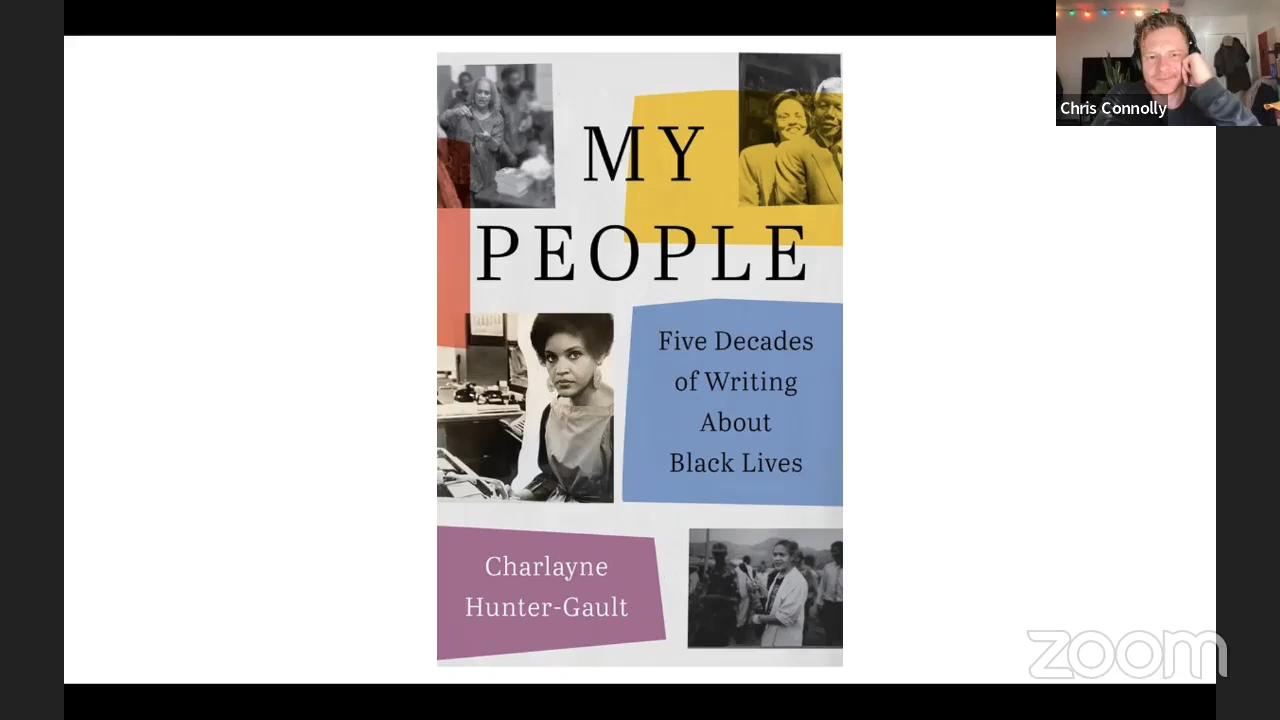 MY
PEOPLE
Five Decades
of Writing
About
Black Lives
Charlayne
Hunter-Gault
Chris Connolly
zoom